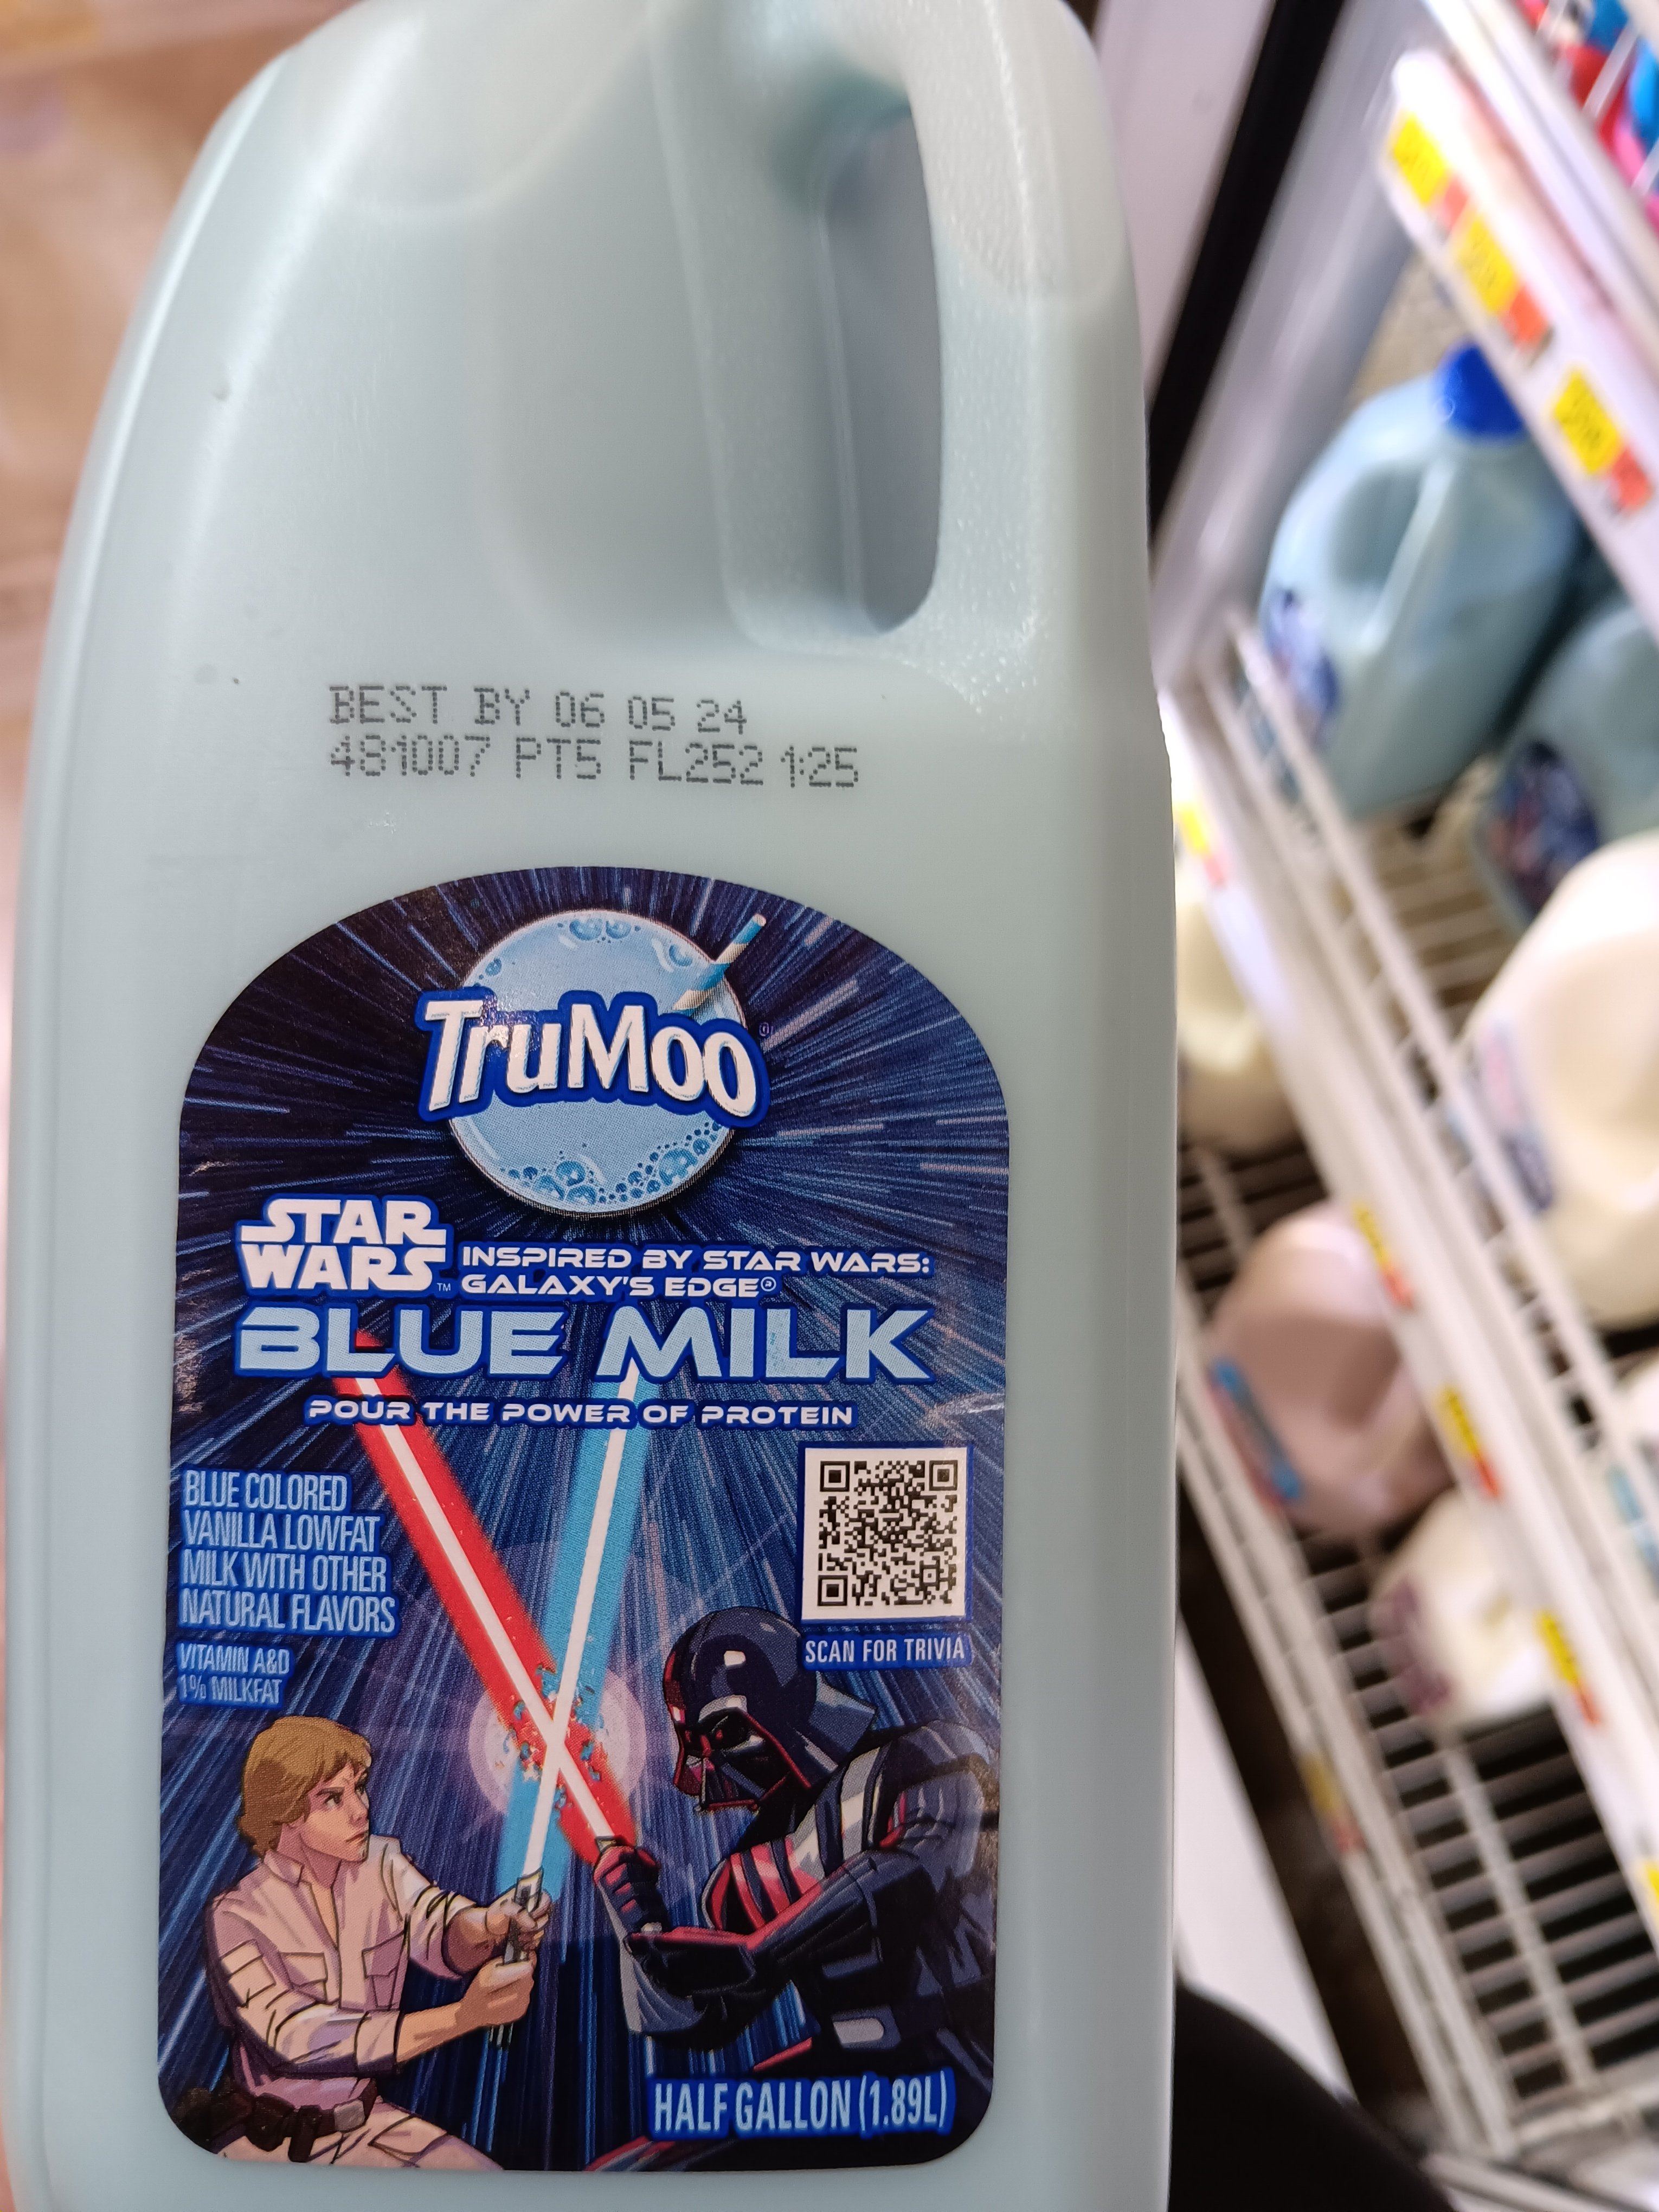 BEST BY 06 05 24
481007 PT5 FL252 1:25
TruMoo®
STAR
WARS™
INSPIRED BY STAR WARS:
GALAXY'S EDGE®
BLUE MILK
POUR THE POWER OF PROTEIN
BLUE COLORED
VANILLA LOWFAT
MILK WITH OTHER
NATURAL FLAVORS
VITAMIN A&D
1% MILKFAT
SCAN FOR TRIVIA
HALF GALLON (1.89L)